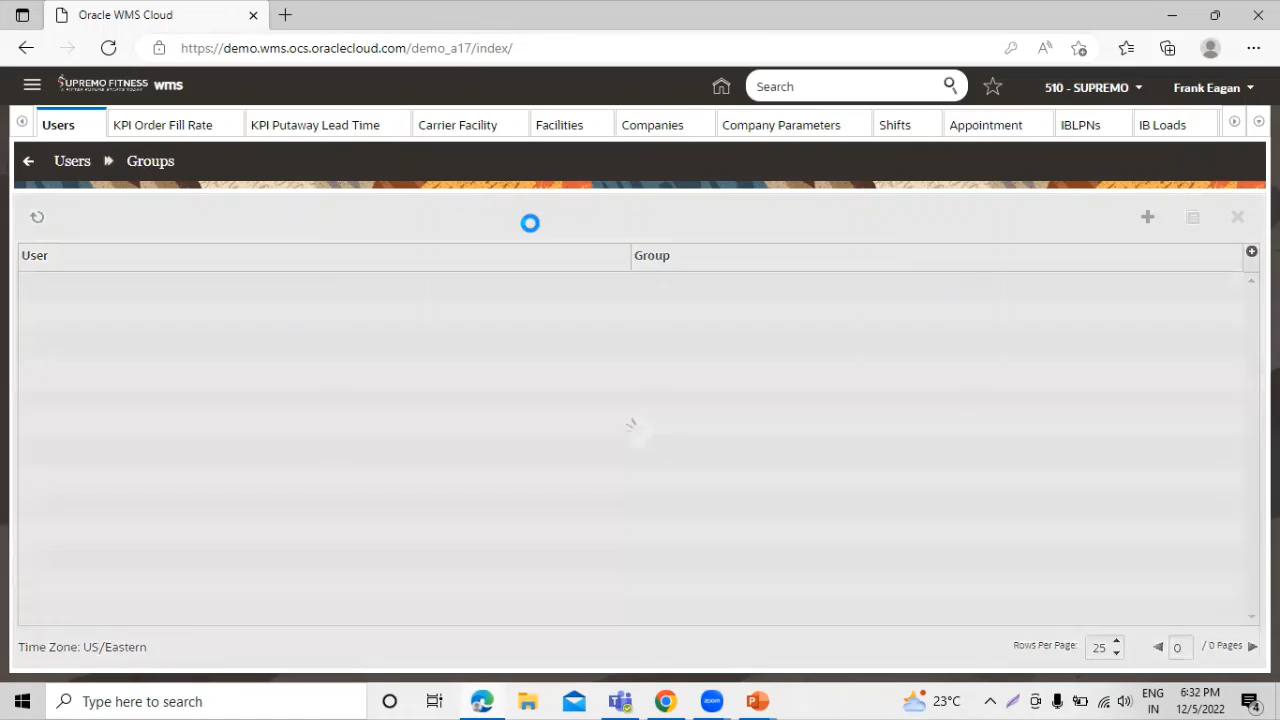 Oracle WMS Cloud
https://demo.wms.ocs.oraclecloud.com/demo_a17/index/
SUPREMO FITNESS wms
Search
510 - SUPREMO
Frank Eagan
Users
KPI Order Fill Rate
KPI Putaway Lead Time
Carrier Facility
Facilities
Companies
Company Parameters
Shifts
Appointment
IBLPNs
IB Loads
Users
Groups
User
Group
Time Zone: US/Eastern
Rows Per Page:
25
0
/ 0 Pages
Type here to search
zoom
23°C
ENG
IN
6:32 PM
12/5/2022
4